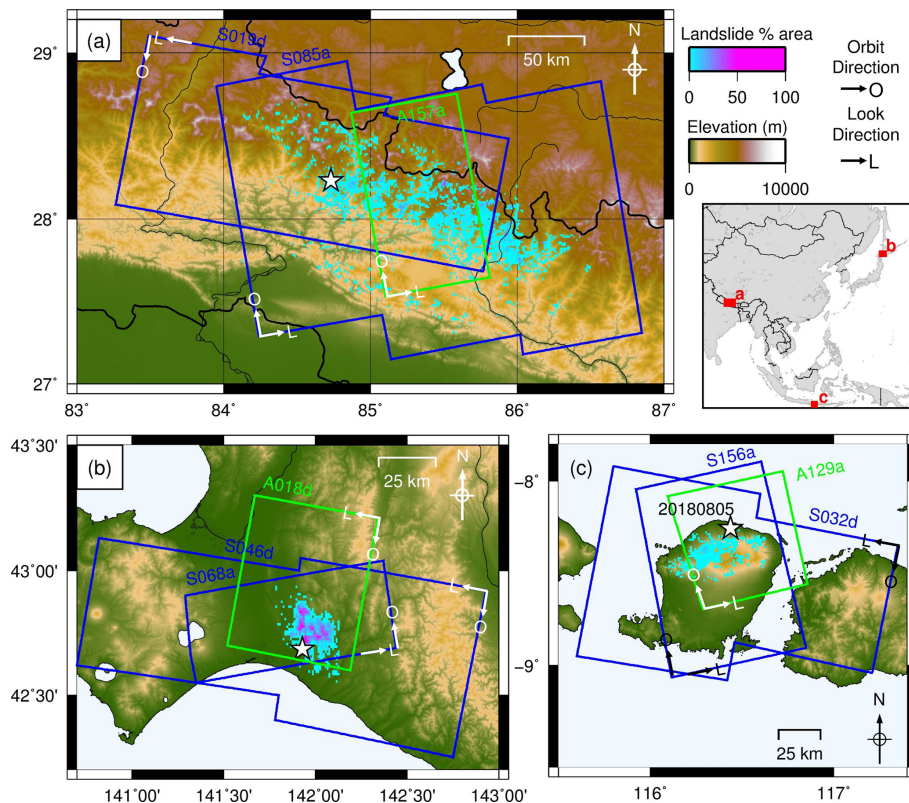 (a)
S019d
S085a
A157a
L
O
O
L
O
L
N
50 km
29°
28°
27°
83
84
85
86
87
Landslide % area
0 50 100
Elevation (m)
0 10000
Orbit
Direction
O
Look
Direction
L
a
b
c
(b)
A018d
S046d
S068a
L
O
L
O
O
L
N
25 km
43°30'
43°00'
42°30'
141°00'
141°30'
142°00'
142°30'
143°00'
(c)
S156a
A129a
S032d
20180805
L
O
O
L
O
L
N
25 km
-8°
-9°
116°
117°